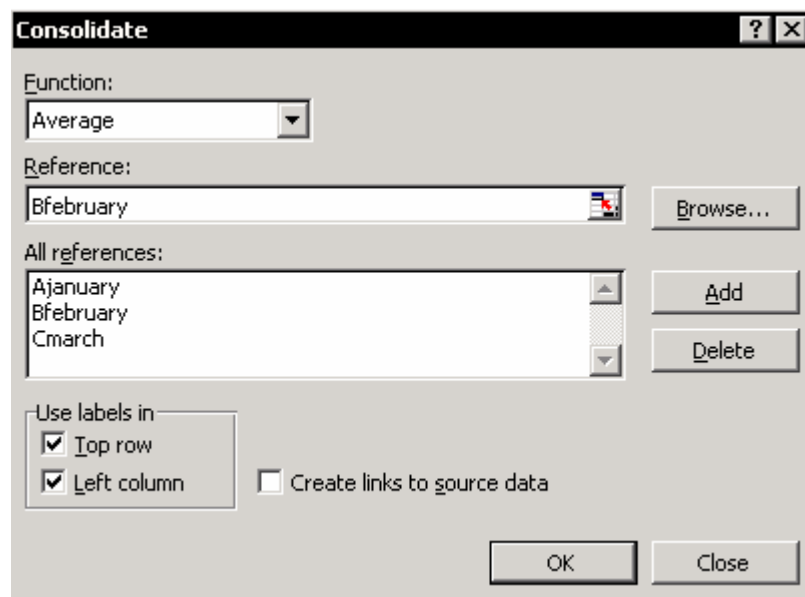 Consolidate
Function:
Average
Reference:
Bfebruary
Browse...
All references:
Ajanuary
Bfebruary
Cmarch
Add
Delete
Use labels in
Top row
Left column
Create links to source data
OK
Close